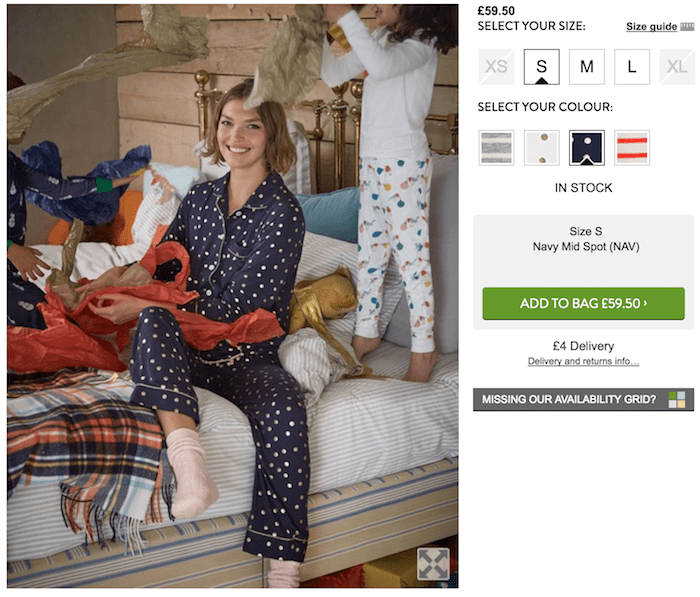 £59.50
SELECT YOUR SIZE: Size guide
XS S M L XL
SELECT YOUR COLOUR:
IN STOCK
Size S
Navy Mid Spot (NAV)
ADD TO BAG £59.50 ›
£4 Delivery
Delivery and returns info...
MISSING OUR AVAILABILITY GRID?